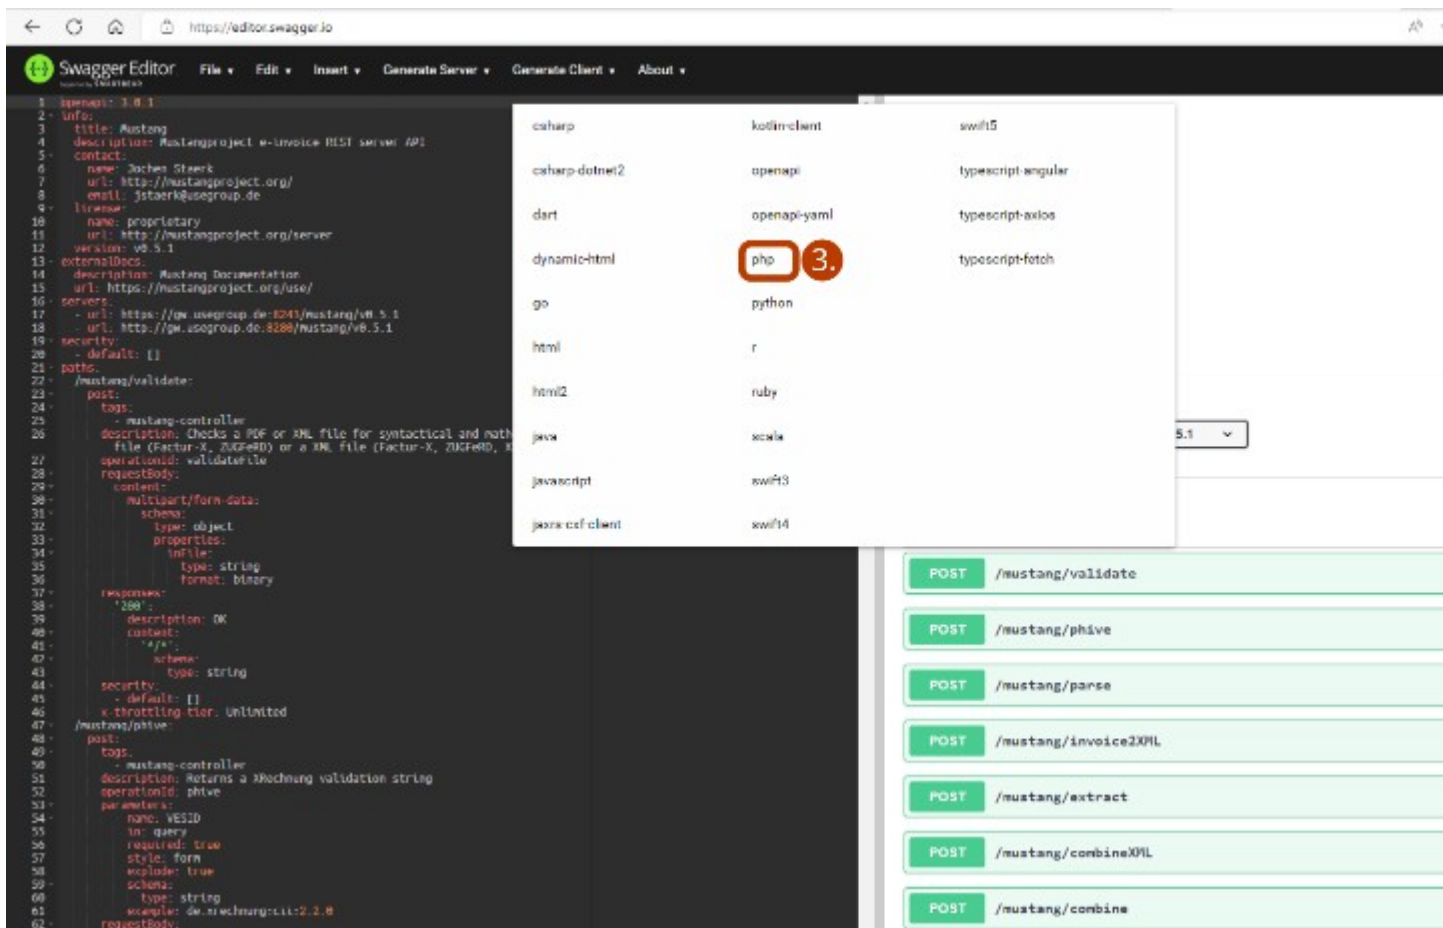 https://editor.swagger.io
Swagger Editor File Edit Insert Generate Server Generate Client About
1 openapi: 3.0.1
2 info:
3 title: Mustang
4 description: Mustangproject e-invoice REST server API
5 contact:
6 name: Jochen Staerk
7 url: http://mustangproject.org/
8 email: jstaerk@usegroup.de
9 license:
10 name: proprietary
11 url: http://mustangproject.org/server
12 version: v0.5.1
13 externalDocs:
14 description: Mustang Documentation
15 url: https://mustangproject.org/use/
16 servers:
17 - url: https://gw.usegroup.de:8243/mustang/v0.5.1
18 - url: http://gw.usegroup.de:8280/mustang/v0.5.1
19 security:
20 - default: []
21 paths:
22 /mustang/validate:
23 post:
24 tags:
25 - mustang-controller
26 description: Checks a PDF or XML file for syntactical and math
file (Factur-X, ZUGFeRD) or a XML file (Factur-X, ZUGFeRD, X
27 operationId: validateFile
28 requestBody:
29 content:
30 multipart/form-data:
31 schema:
32 type: object
33 properties:
34 inFile:
35 type: string
36 format: binary
37 responses:
38 '200':
39 description: OK
40 content:
41 '*/*':
42 schema:
43 type: string
44 security:
45 - default: []
46 x-throttling-tier: Unlimited
47 /mustang/phive:
48 post:
49 tags:
50 - mustang-controller
51 description: Returns a XRechnung validation string
52 operationId: phive
53 parameters:
54 - name: VESID
55 in: query
56 required: true
57 style: form
58 explode: true
59 schema:
60 type: string
61 example: de.xrechnung:cii:2.2.0
62 requestBody:
csharp kotlin-client swift5
csharp-dotnet2 openapi typescript-angular
dart openapi-yaml typescript-axios
dynamic-html php 3. typescript-fetch
go python
html r
html2 ruby
java scala
javascript swift3
jaxrs-cxf-client swift4
5.1
POST /mustang/validate
POST /mustang/phive
POST /mustang/parse
POST /mustang/invoice2XML
POST /mustang/extract
POST /mustang/combineXML
POST /mustang/combine